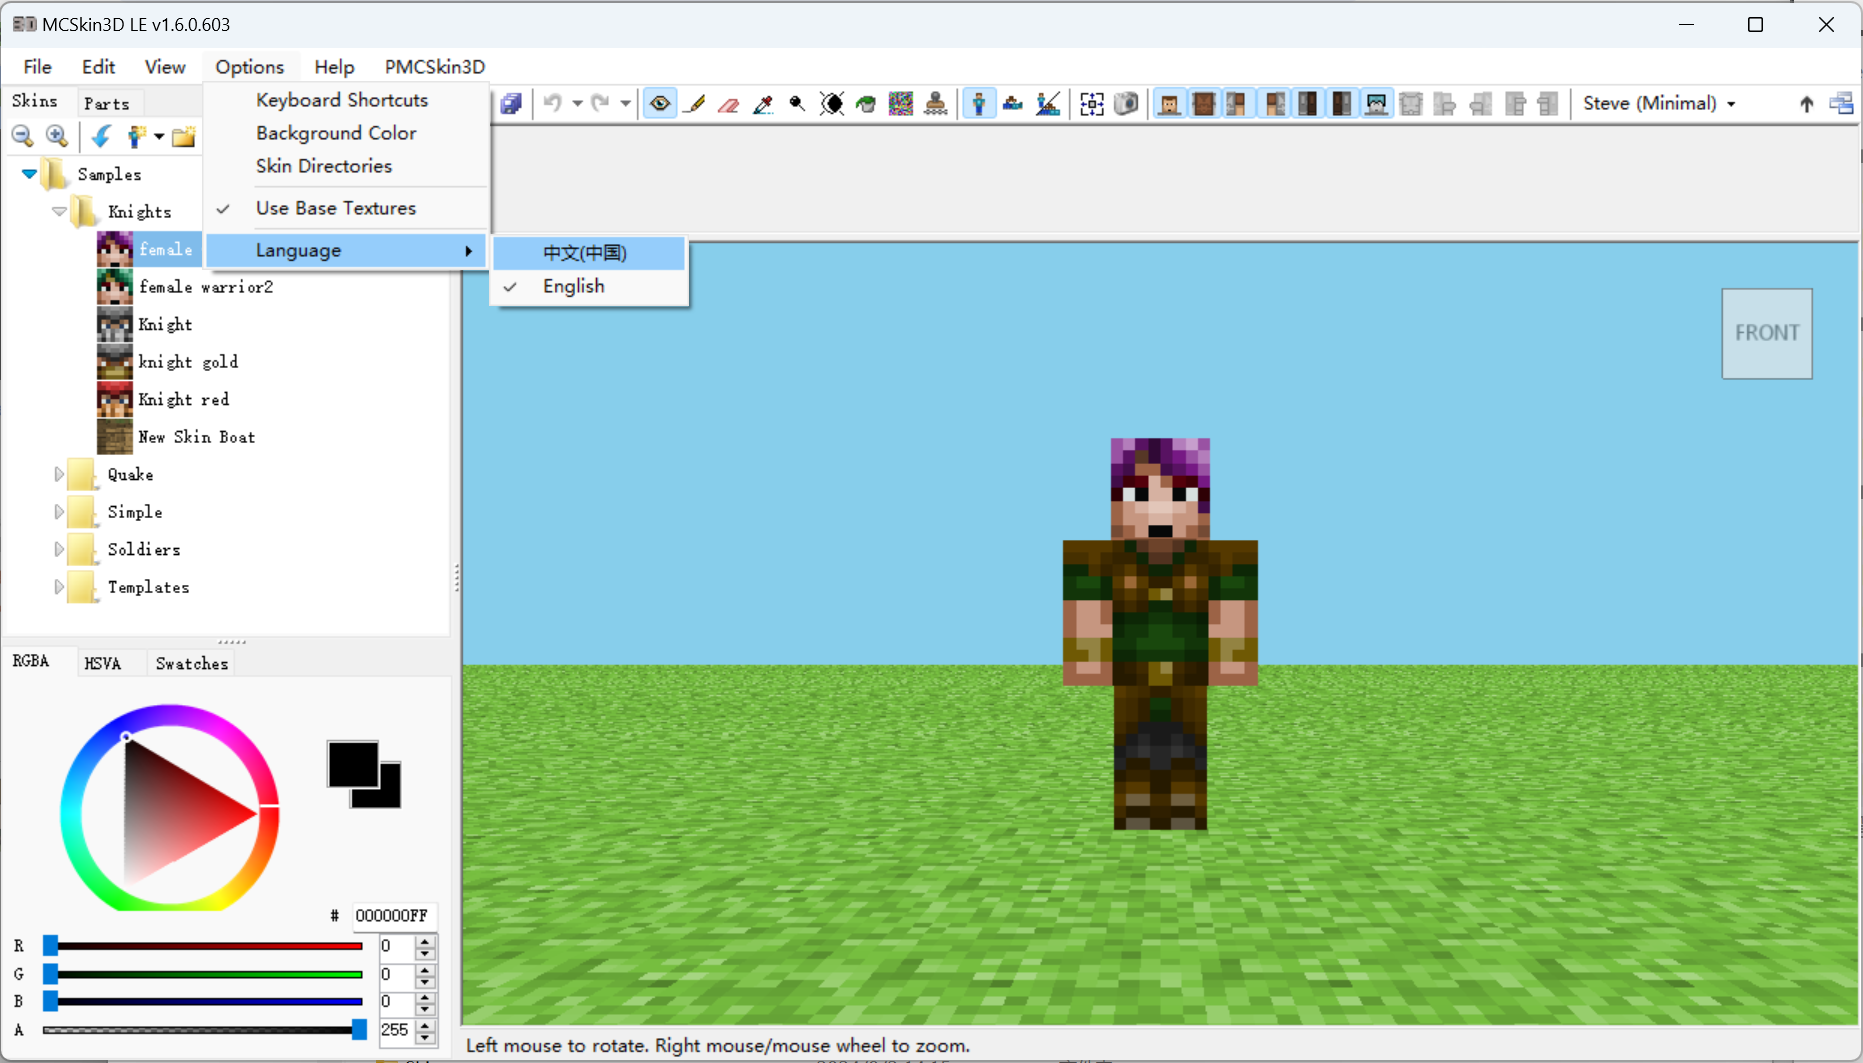 MCSkin3D LE v1.6.0.603
File Edit View Options Help PMCSkin3D
Skins Parts
Steve (Minimal)
Keyboard Shortcuts
Background Color
Skin Directories
Use Base Textures
Language
中文(中国)
English
Samples
Knights
female
female warrior2
Knight
knight gold
Knight red
New Skin Boat
Quake
Simple
Soldiers
Templates
FRONT
RGBA HSVA Swatches
# 000000FF
R 0
G 0
B 0
A 255
Left mouse to rotate. Right mouse/mouse wheel to zoom.